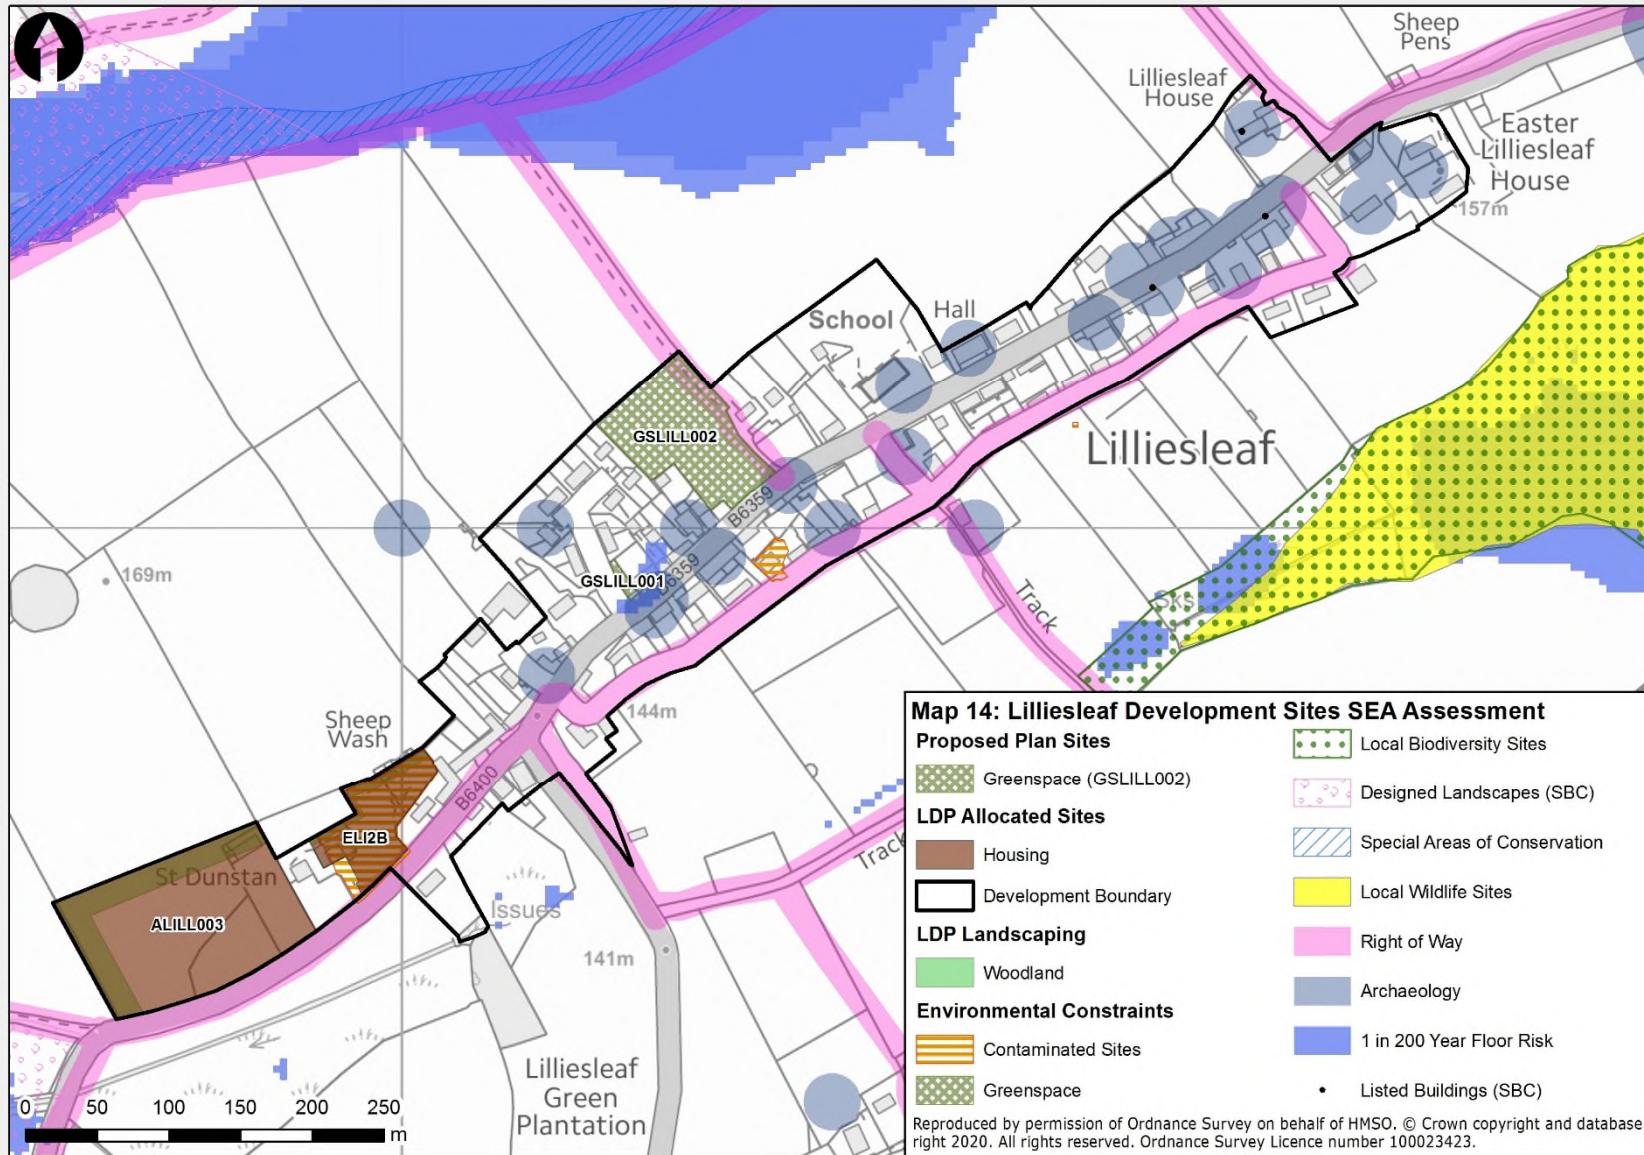 Sheep
Pens
Lilliesleaf
House
Easter
Lilliesleaf
House
157m
School
Hall
GSLILL002
Lilliesleaf
B6359
169m
GSLILL001
B6359
Track
Sks
Sheep
Wash
144m
B6400
ELI2B
Track
St Dunstan
ALILL003
Issues
141m
Lilliesleaf
Green
Plantation
0 50 100 150 200 250
m
Map 14: Lilliesleaf Development Sites SEA Assessment
Proposed Plan Sites
Greenspace (GSLILL002)
LDP Allocated Sites
Housing
Development Boundary
LDP Landscaping
Woodland
Environmental Constraints
Contaminated Sites
Greenspace
Local Biodiversity Sites
Designed Landscapes (SBC)
Special Areas of Conservation
Local Wildlife Sites
Right of Way
Archaeology
1 in 200 Year Floor Risk
Listed Buildings (SBC)
Reproduced by permission of Ordnance Survey on behalf of HMSO. © Crown copyright and database
right 2020. All rights reserved. Ordnance Survey Licence number 100023423.